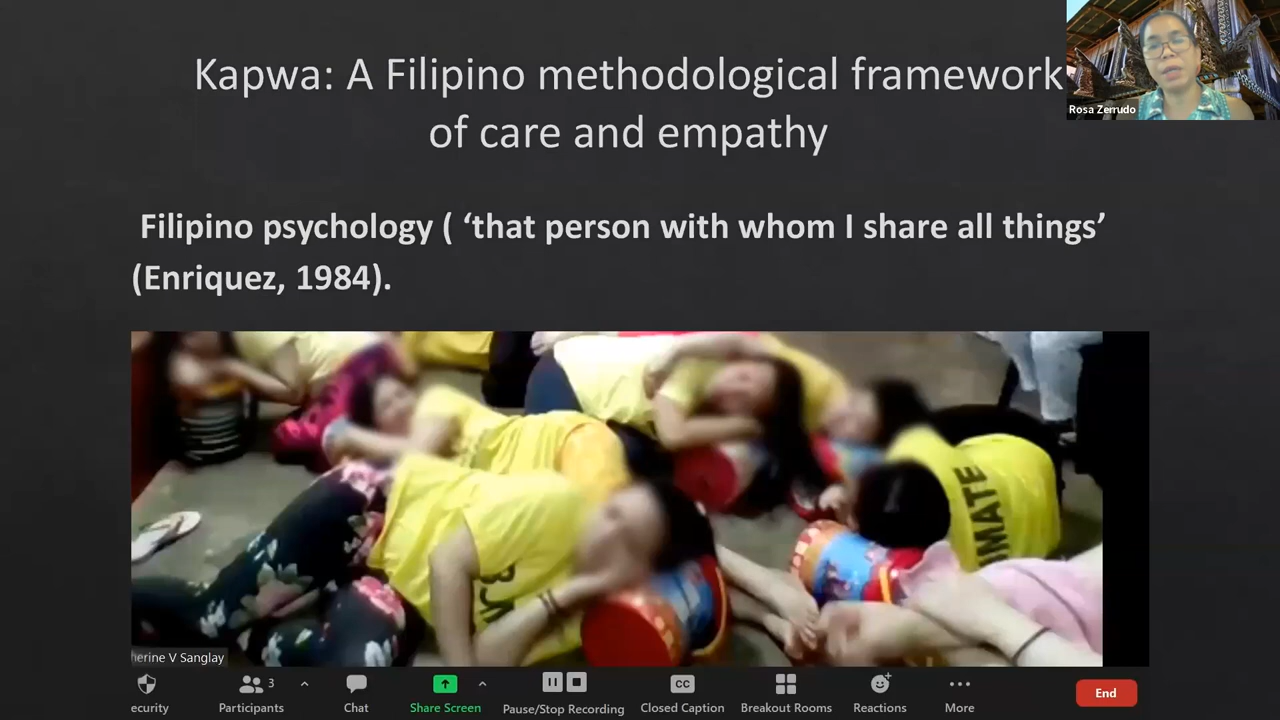 Kapwa: A Filipino methodological framework
of care and empathy
Rosa Zerrudo
Filipino psychology ( ‘that person with whom I share all things’
(Enriquez, 1984).
herine V Sanglay
ecurity
Participants
3
Chat
Share Screen
Pause/Stop Recording
CC
Closed Caption
Breakout Rooms
Reactions
More
End